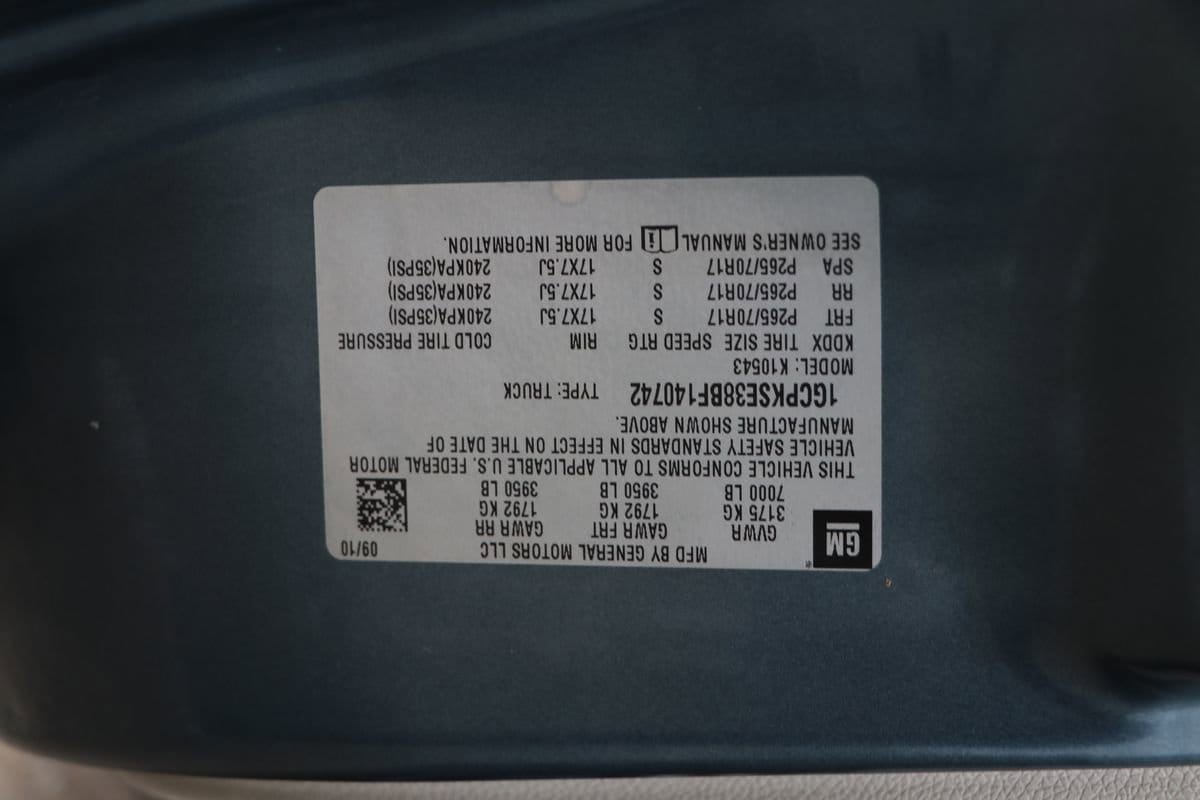 GM
MFD BY GENERAL MOTORS LLC 09/10
GVWR GAWR FRT GAWR RR
3175 KG 1792 KG 1792 KG
7000 LB 3950 LB 3950 LB
THIS VEHICLE CONFORMS TO ALL APPLICABLE U.S. FEDERAL MOTOR
VEHICLE SAFETY STANDARDS IN EFFECT ON THE DATE OF
MANUFACTURE SHOWN ABOVE.
1GCPKSE38BF140742 TYPE: TRUCK
MODEL: K10543
KDDX TIRE SIZE SPEED RTG RIM COLD TIRE PRESSURE
FRT P265/70R17 S 17X7.5J 240KPA(35PSI)
RR P265/70R17 S 17X7.5J 240KPA(35PSI)
SPA P265/70R17 S 17X7.5J 240KPA(35PSI)
SEE OWNER'S MANUAL i FOR MORE INFORMATION.